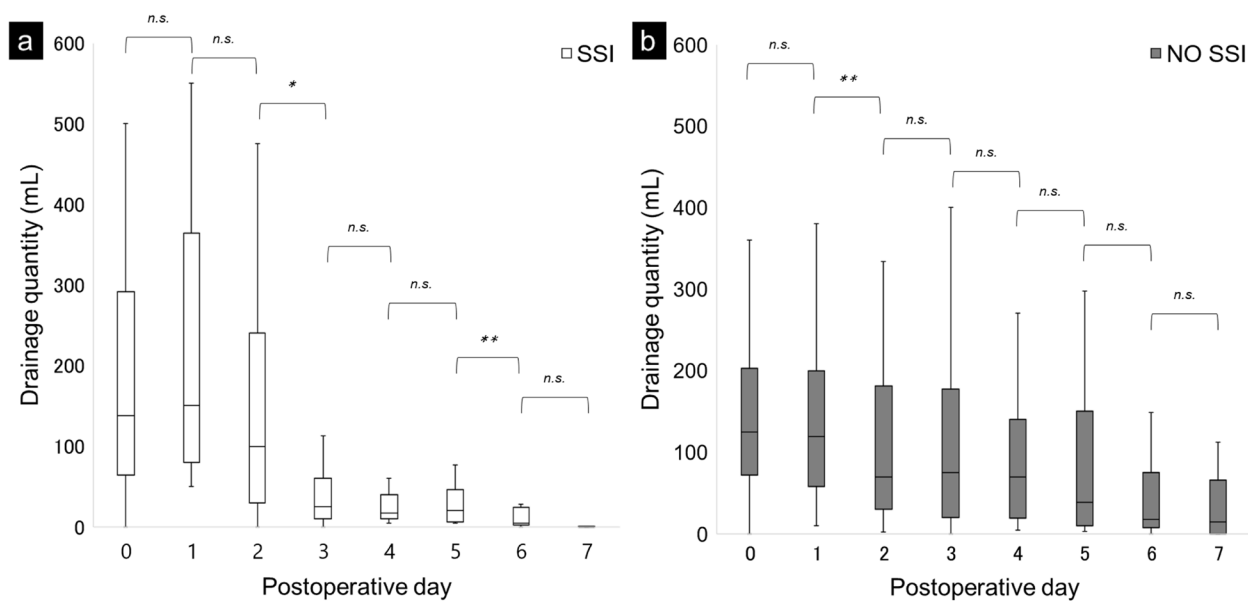 a
n.s.
n.s.
*
n.s.
n.s.
**
n.s.
SSI
600
500
400
300
200
100
0
Drainage quantity (mL)
0 1 2 3 4 5 6 7
Postoperative day
b
n.s.
**
n.s.
n.s.
n.s.
n.s.
n.s.
NO SSI
600
500
400
300
200
100
0
Drainage quantity (mL)
0 1 2 3 4 5 6 7
Postoperative day